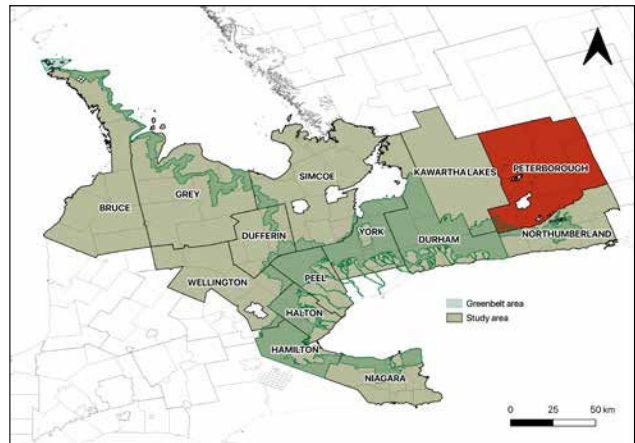 SIMCOE
KAWARTHA LAKES
PETERBOROUGH
BRUCE
GREY
DUFFERIN
YORK
DURHAM
NORTHUMBERLAND
WELLINGTON
PEEL
HALTON
HAMILTON
NIAGARA
Greenbelt area
Study area
0 25 50 km